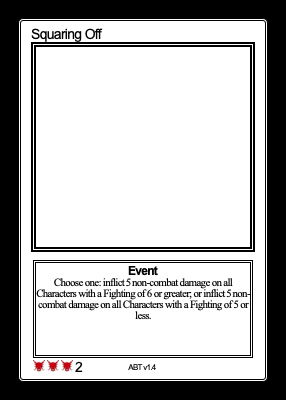 Squaring Off
Event
Choose one: inflict 5 non-combat damage on all
Characters with a Fighting of 6 or greater; or inflict 5 non-
combat damage on all Characters with a Fighting of 5 or
less.
2
ABT v1.4